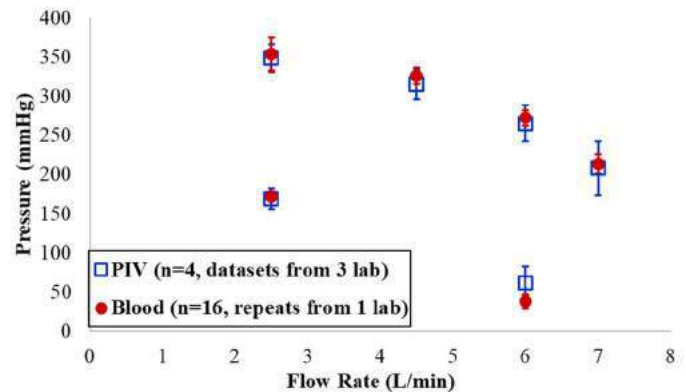 400
350
300
250
200
150
100
50
0
Pressure (mmHg)
PIV (n=4, datasets from 3 lab)
Blood (n=16, repeats from 1 lab)
0 1 2 3 4 5 6 7 8
Flow Rate (L/min)